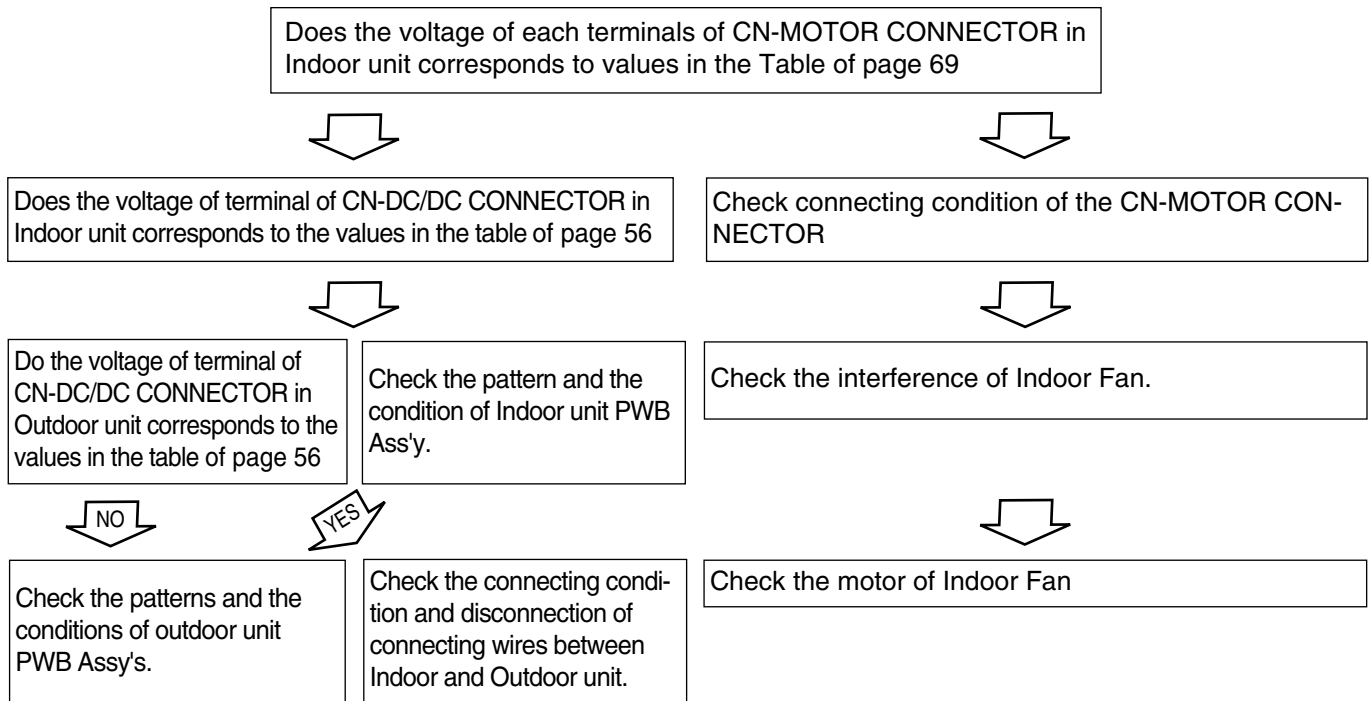 Does the voltage of each terminals of CN-MOTOR CONNECTOR in
Indoor unit corresponds to values in the Table of page 69
Does the voltage of terminal of CN-DC/DC CONNECTOR in
Indoor unit corresponds to the values in the table of page 56
Check connecting condition of the CN-MOTOR CON-
NECTOR
Do the voltage of terminal of
CN-DC/DC CONNECTOR in
Outdoor unit corresponds to the
values in the table of page 56
Check the pattern and the
condition of Indoor unit PWB
Ass'y.
Check the interference of Indoor Fan.
NO
YES
Check the patterns and the
conditions of outdoor unit
PWB Assy's.
Check the connecting condi-
tion and disconnection of
connecting wires between
Indoor and Outdoor unit.
Check the motor of Indoor Fan